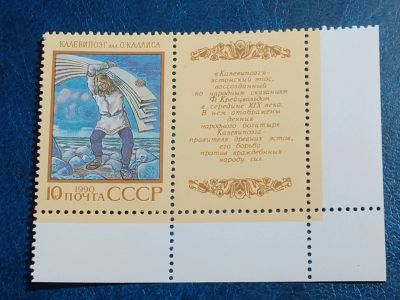 КАЛЕВИПОЭГ худ. О. КАЛЛИСА
1990
10 ПОЧТА СССР
«Калевипоэг»
эстонский эпос,
воссозданный
по народным сказаниям
Ф. Крейцвальдом
в середине XIX века.
В нем отображены
деяния
народного богатыря
Калевипоэга –
правителя древних эстов,
его борьба
против враждебных
народу сил.